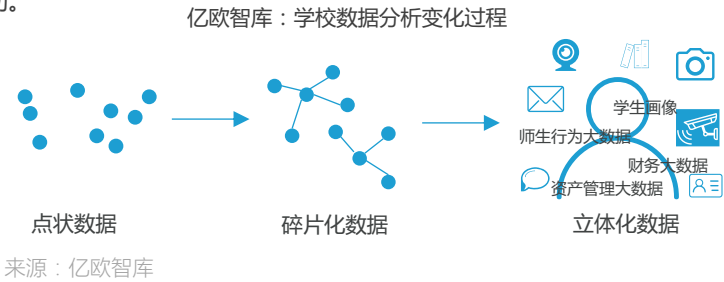 亿欧智库：学校数据分析变化过程
学生画像
师生行为大数据
财务大数据
资产管理大数据
点状数据
碎片化数据
立体化数据
来源：亿欧智库